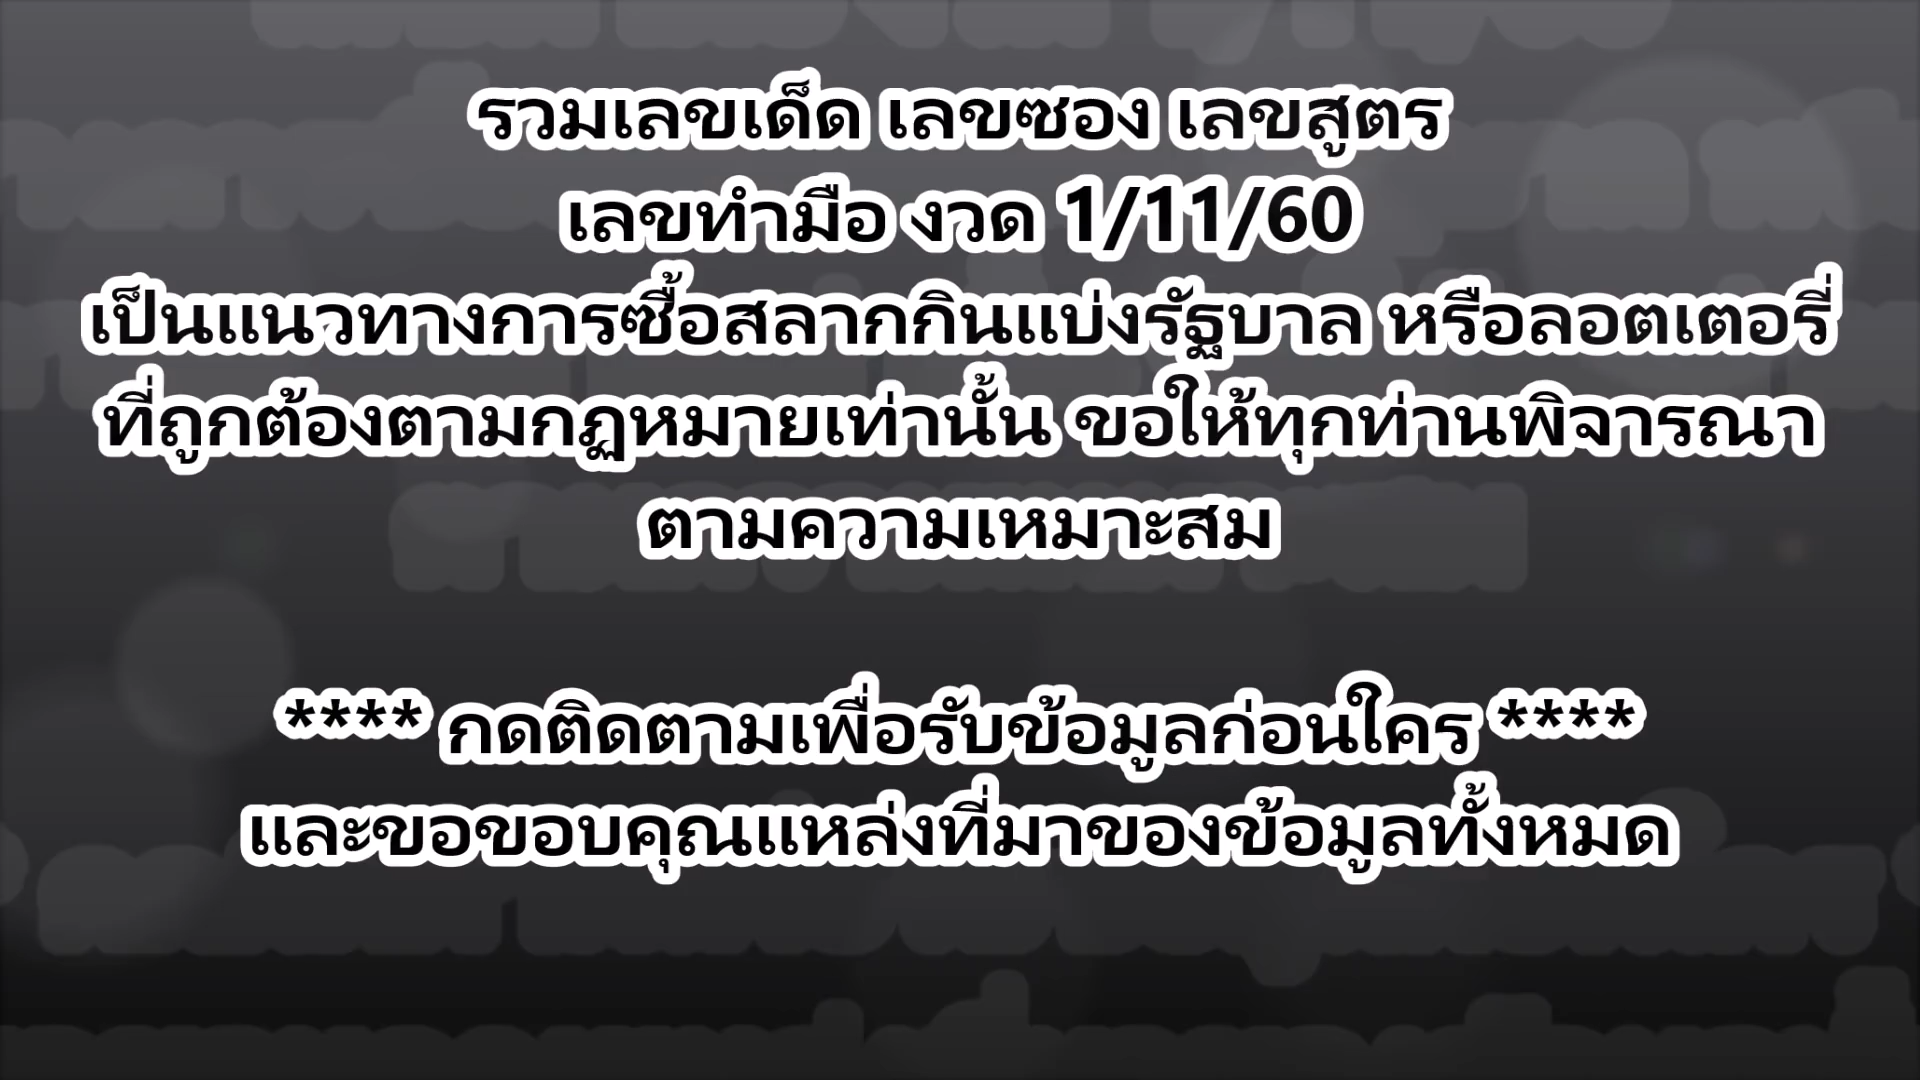 รวมเลขเด็ด เลขซอง เลขสูตร
เลขทำมือ งวด 1/11/60
เป็นแนวทางการซื้อสลากกินแบ่งรัฐบาล หรือลอตเตอรี่
ที่ถูกต้องตามกฏหมายเท่านั้น ขอให้ทุกท่านพิจารณา
ตามความเหมาะสม
**** กดติดตามเพื่อรับข้อมูลก่อนใคร ****
และขอขอบคุณแหล่งที่มาของข้อมูลทั้งหมด